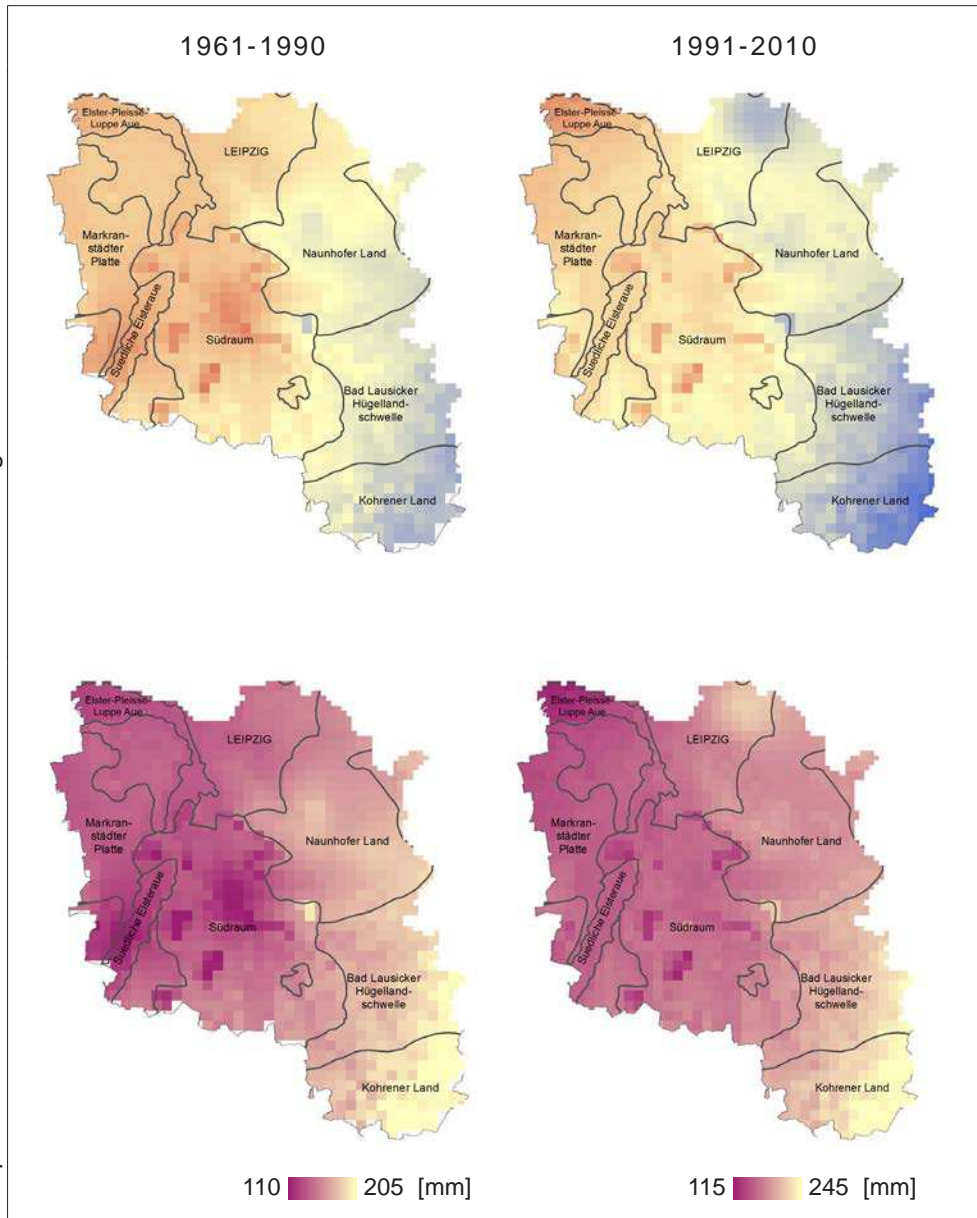 1961-1990
1991-2010
Elster-Pleisse-
Luppe Aue
LEIPZIG
Markran-
städter
Platte
Naunhofer Land
Suedliche Elsteraue
Südraum
Bad Lausicker
Hügelland-
schwelle
Kohrener Land
Elster-Pleisse-
Luppe Aue
LEIPZIG
Markran-
städter
Platte
Naunhofer Land
Suedliche Elsteraue
Südraum
Bad Lausicker
Hügelland-
schwelle
Kohrener Land
Elster-Pleisse-
Luppe Aue
LEIPZIG
Markran-
städter
Platte
Naunhofer Land
Suedliche Elsteraue
Südraum
Bad Lausicker
Hügelland-
schwelle
Kohrener Land
110 205 [mm]
Elster-Pleisse-
Luppe Aue
LEIPZIG
Markran-
städter
Platte
Naunhofer Land
Suedliche Elsteraue
Südraum
Bad Lausicker
Hügelland-
schwelle
Kohrener Land
115 245 [mm]